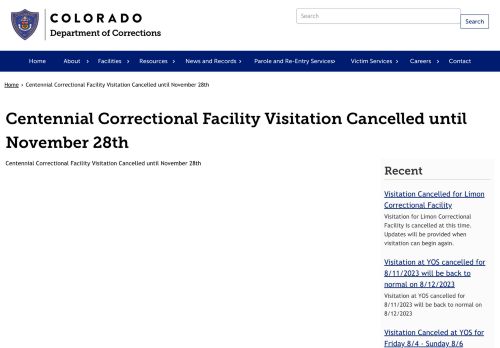 COLORADO
Department of Corrections
Search
Search
Home About Facilities Resources News and Records Parole and Re-Entry Services Victim Services Careers Contact
Home › Centennial Correctional Facility Visitation Cancelled until November 28th
Centennial Correctional Facility Visitation Cancelled until
November 28th
Centennial Correctional Facility Visitation Cancelled until November 28th
Recent
Visitation Cancelled for Limon
Correctional Facility
Visitation for Limon Correctional
Facility is cancelled at this time.
Updates will be provided when
visitation can begin again.
Visitation at YOS cancelled for
8/11/2023 will be back to
normal on 8/12/2023
Visitation at YOS cancelled for
8/11/2023 will be back to normal on
8/12/2023
Visitation Canceled at YOS for
Friday 8/4 - Sunday 8/6